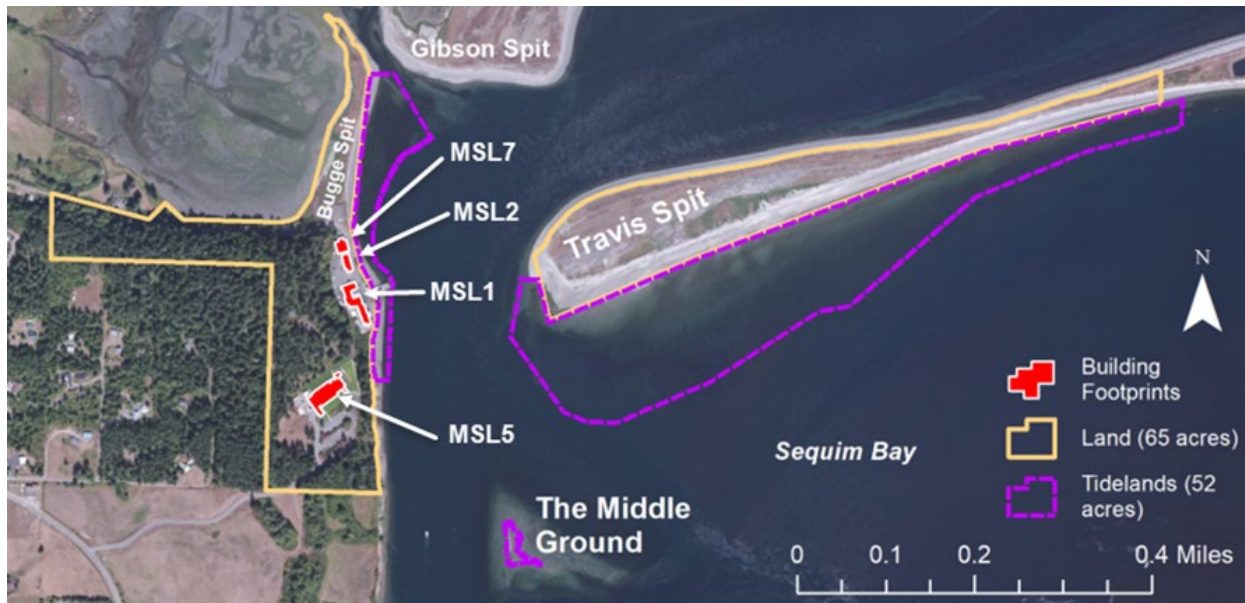 Gibson Spit
Bugge Spit
MSL7
MSL2
MSL1
MSL5
Travis Spit
N
Sequim Bay
The Middle
Ground
Building
Footprints
Land (65 acres)
Tidelands (52
acres)
0 0.1 0.2 0.4 Miles